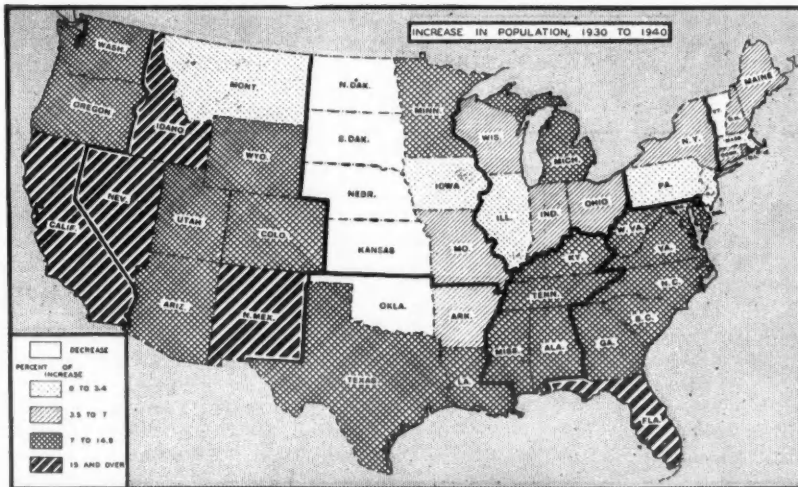 INCREASE IN POPULATION, 1930 TO 1940
WASH.
OREGON
IDAHO
MONT.
WYO.
NEV.
CALIF.
UTAH
COLO.
ARIZ.
N. MEX.
N. DAK.
S. DAK.
NEBR.
KANSAS
OKLA.
TEXAS
MINN.
IOWA
MO.
ARK.
LA.
WIS.
ILL.
MICH.
IND.
OHIO
KY.
TENN.
MISS.
ALA.
GA.
FLA.
S.C.
N.C.
VA.
W. VA.
PA.
N.Y.
MAINE
MASS.
CONN.
DECREASE
PERCENT OF
INCREASE
0 TO 3.4
3.5 TO 7
7 TO 14.9
15 AND OVER